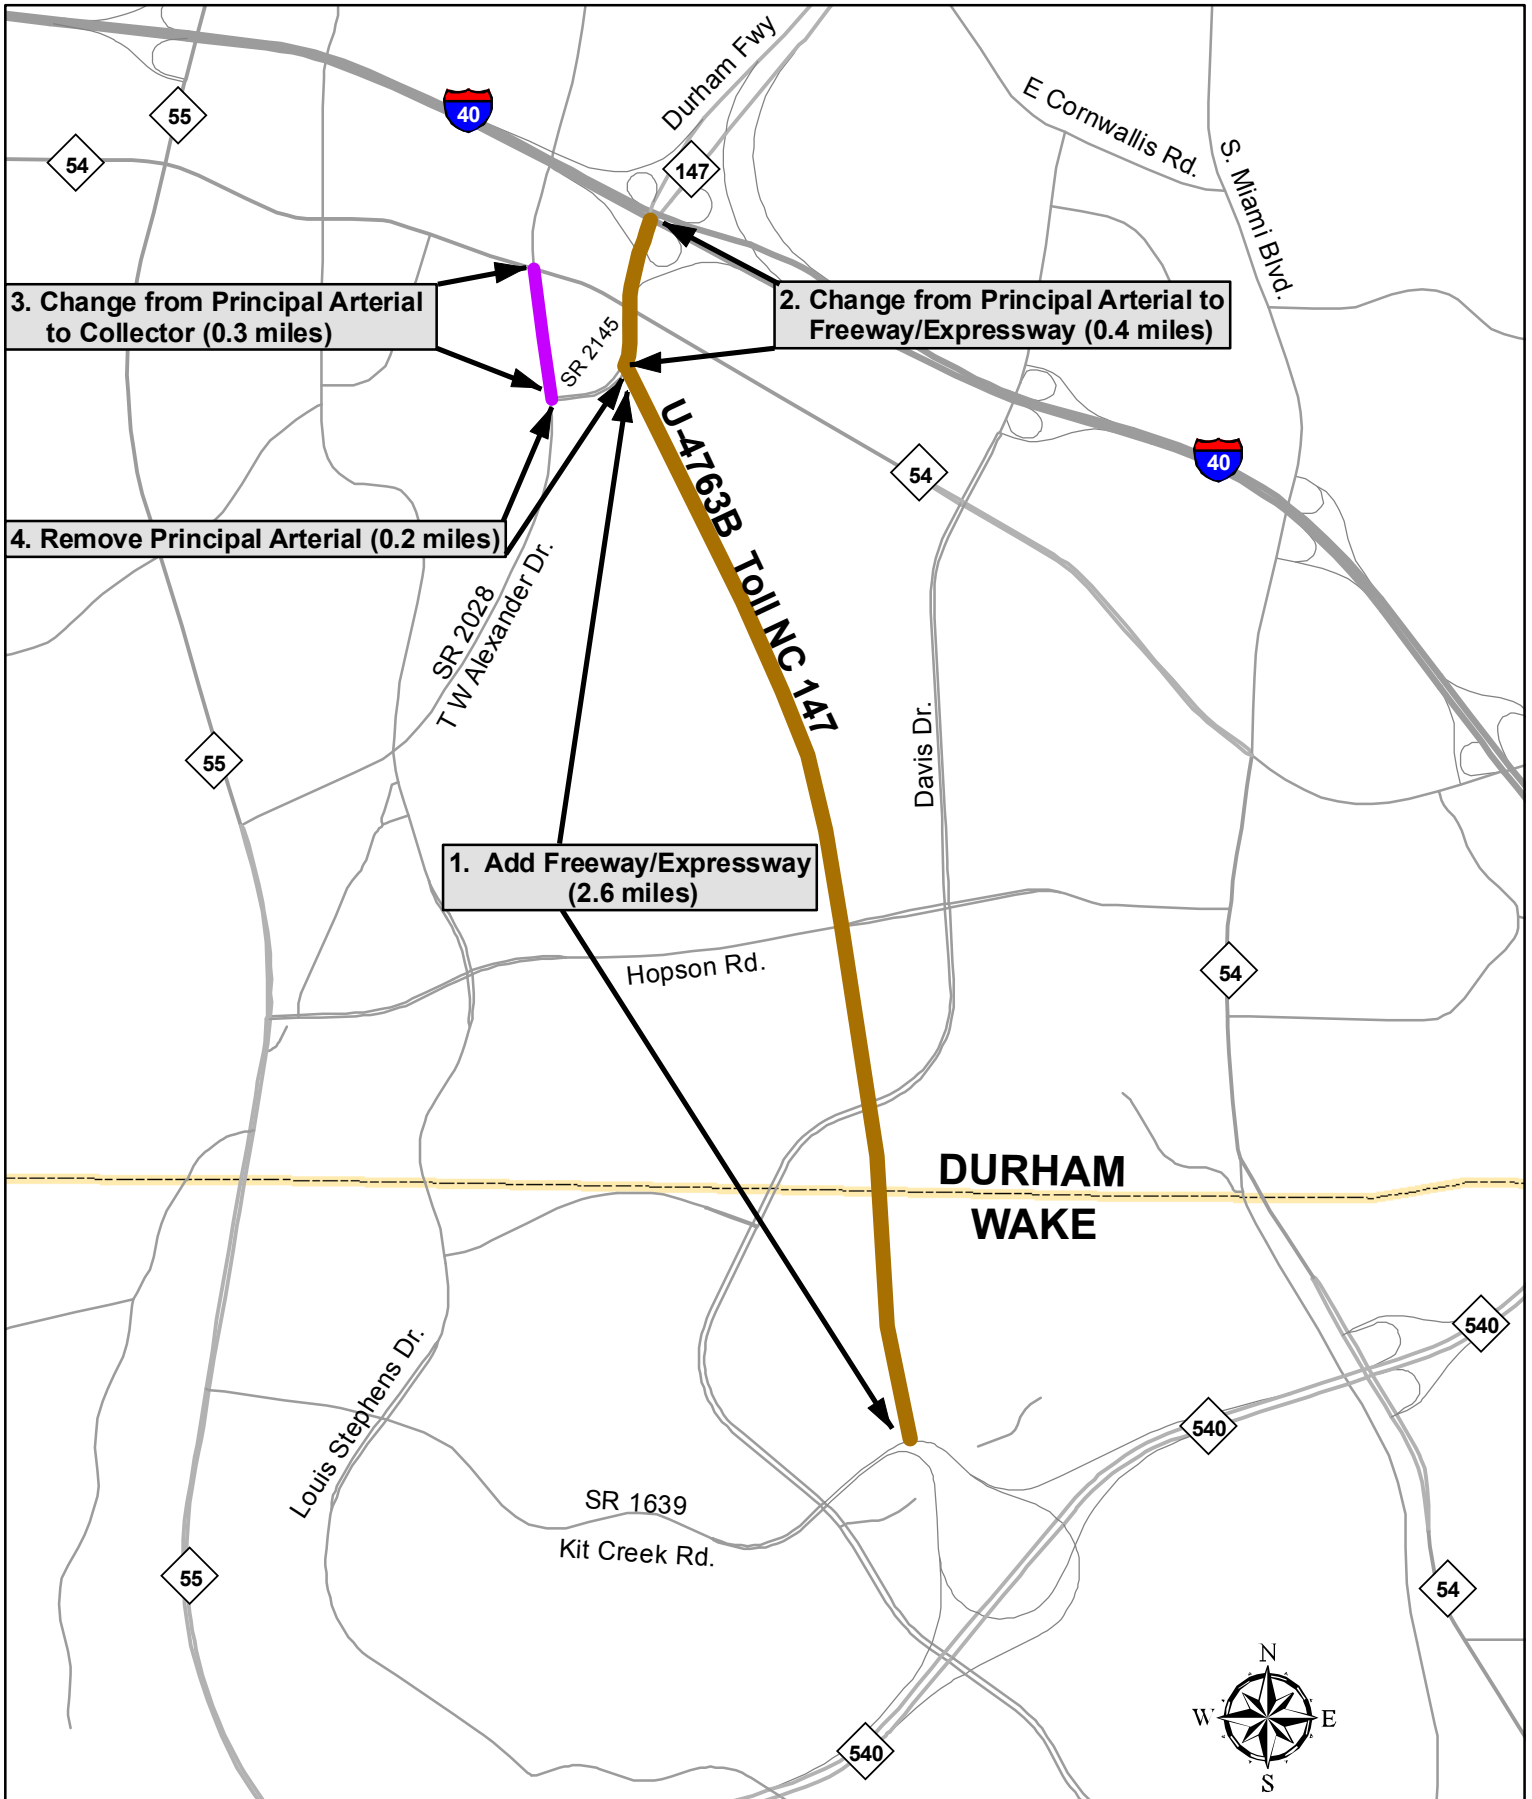 Durham Fwy
E Cornwallis Rd.
55
40
54
147
S. Miami Blvd.
3. Change from Principal Arterial
to Collector (0.3 miles)
2. Change from Principal Arterial to
Freeway/Expressway (0.4 miles)
SR 2145
U-4763B Toll NC 147
40
54
4. Remove Principal Arterial (0.2 miles)
SR 2028
T W Alexander Dr.
55
Davis Dr.
1. Add Freeway/Expressway
(2.6 miles)
Hopson Rd.
54
DURHAM
WAKE
540
Louis Stephens Dr.
540
SR 1639
Kit Creek Rd.
55
54
N
W
E
S
540